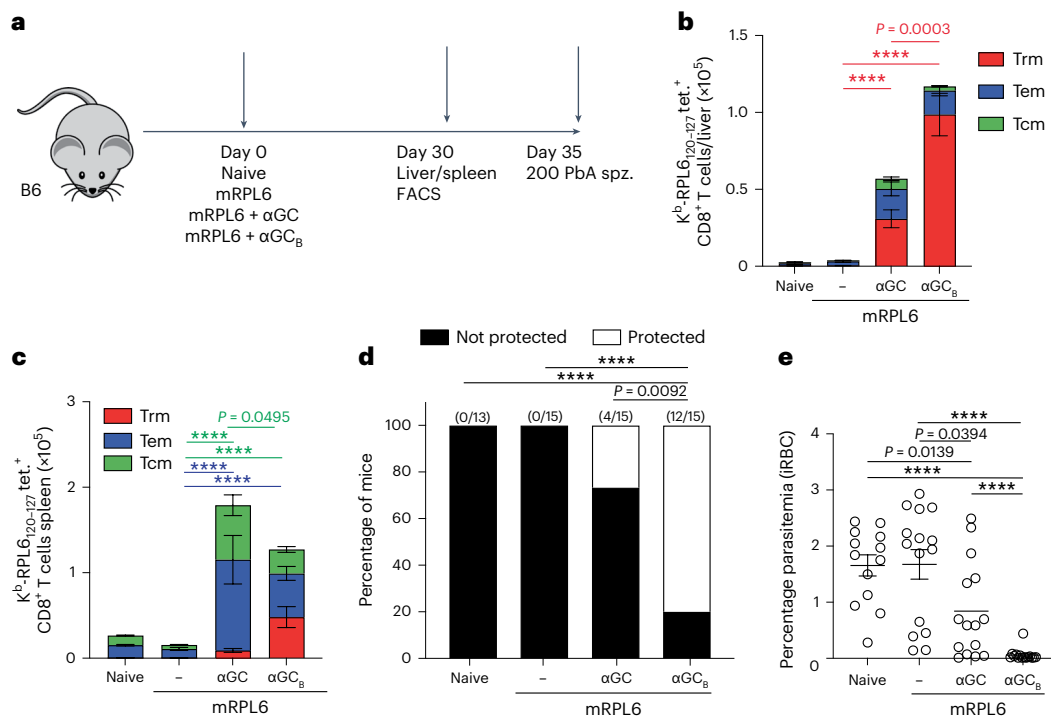 a
B6
Day 0
Naive
mRPL6
mRPL6 + αGC
mRPL6 + αGC_B
Day 30
Liver/spleen
FACS
Day 35
200 PbA spz.
b
K^b-RPL6_120–127 tet.^+
CD8^+ T cells/liver (×10^5)
1.5
1.0
0.5
0
P = 0.0003
****
****
Trm
Tem
Tcm
Naive
–
αGC
αGC_B
mRPL6
c
K^b-RPL6_120–127 tet.^+
CD8^+ T cells spleen (×10^5)
3
2
1
0
Trm
Tem
Tcm
P = 0.0495
****
****
****
****
Naive
–
αGC
αGC_B
mRPL6
d
Not protected
Protected
****
****
P = 0.0092
(0/13)
(0/15)
(4/15)
(12/15)
Percentage of mice
100
80
60
40
20
0
Naive
–
αGC
αGC_B
mRPL6
e
Percentage parasitemia (iRBC)
4
3
2
1
0
****
P = 0.0394
P = 0.0139
****
****
Naive
–
αGC
αGC_B
mRPL6